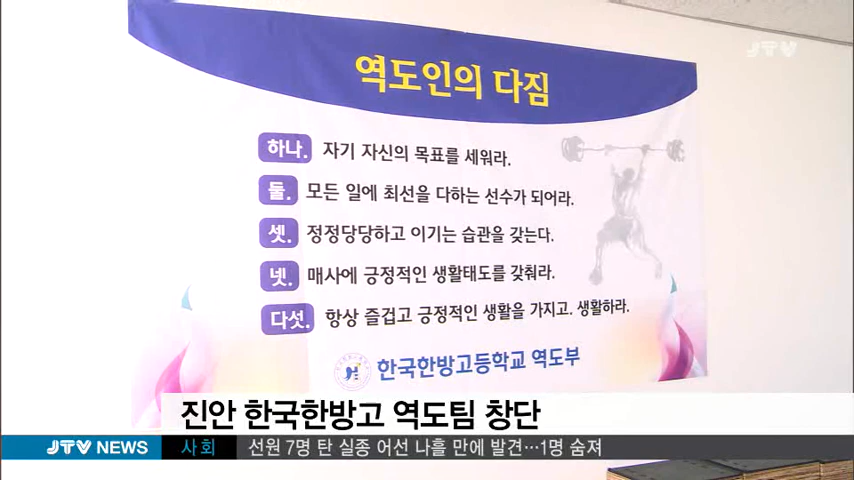 JTV
역도인의 다짐
하나. 자기 자신의 목표를 세워라.
둘. 모든 일에 최선을 다하는 선수가 되어라.
셋. 정정당당하고 이기는 습관을 갖는다.
넷. 매사에 긍정적인 생활태도를 갖춰라.
다섯. 항상 즐겁고 긍정적인 생활을 가지고. 생활하라.
한국한방고등학교 역도부
진안 한국한방고 역도팀 창단
JTV NEWS 사회 선원 7명 탄 실종 어선 나흘 만에 발견…1명 숨져